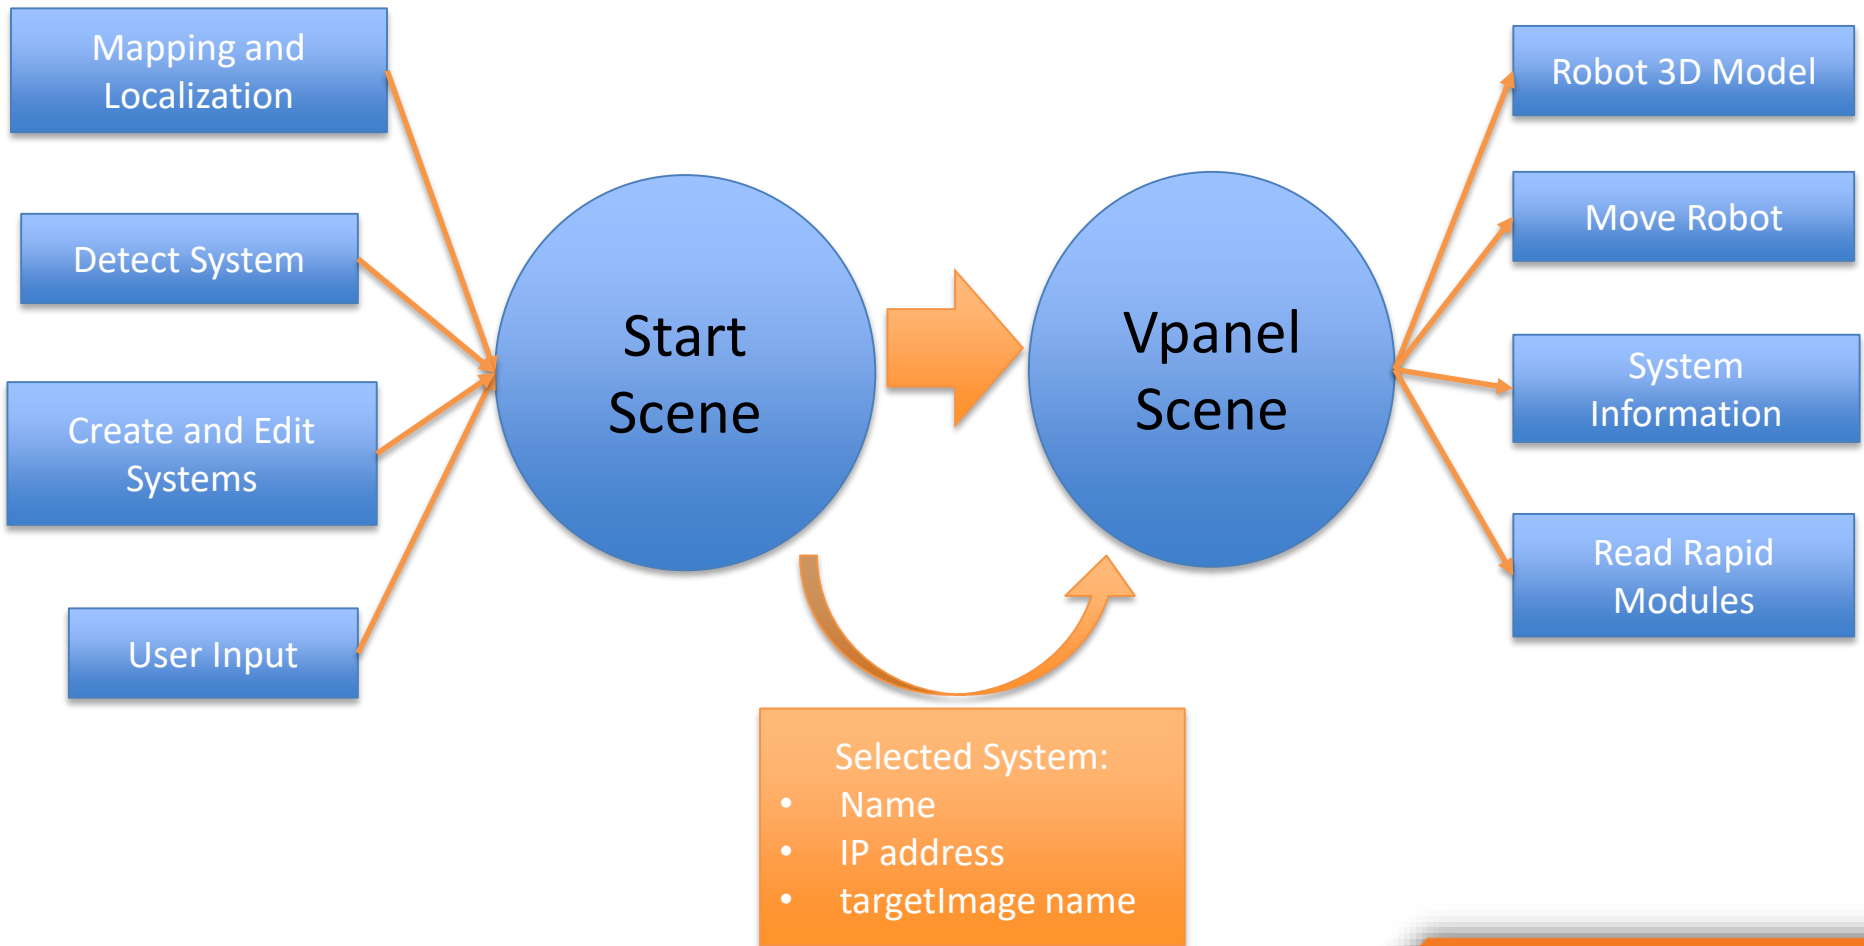 Mapping and
Localization
Detect System
Create and Edit
Systems
User Input
Start
Scene
Vpanel
Scene
Robot 3D Model
Move Robot
System
Information
Read Rapid
Modules
Selected System:
• Name
• IP address
• targetImage name